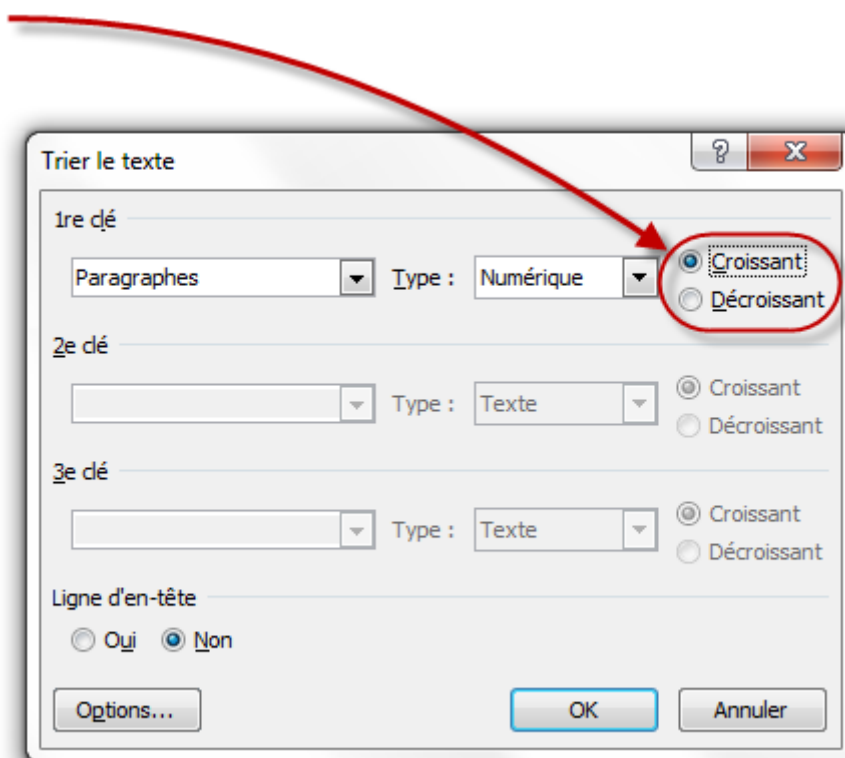 Trier le texte
1re clé
Paragraphes Type : Numérique Croissant
Décroissant
2e clé
Type : Texte Croissant
Décroissant
3e clé
Type : Texte Croissant
Décroissant
Ligne d'en-tête
Oui Non
Options... OK Annuler